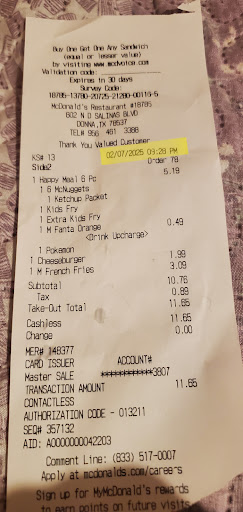 Buy One Get One Any Sandwich
(equal or lesser value)
by visiting www.mcdvoice.com
Validation code:
Expires in 30 days
Survey Code:
18785-13780-20725-21280-00116-5
McDonald's Restaurant #18785
802 N D SALINAS BLVD
DONNA, TX 78537
TEL# 956 461 3388
Thank You Valued Customer
KS# 13 02/07/2025 09:28 PM
Side2 Order 78
1 Happy Meal 6 Pc 5.19
1 6 McNuggets
1 Ketchup Packet
1 Kids Fry
1 Extra Kids Fry
1 M Fanta Orange 0.49
<Drink Upcharge>
1 Pokemon
1 Cheeseburger 1.99
1 M French Fries 3.09
Subtotal 10.76
Tax 0.89
Take-Out Total 11.65
Cashless 11.65
Change 0.00
MER# 148377
CARD ISSUER ACCOUNT#
Master SALE ************3807
TRANSACTION AMOUNT 11.65
CONTACTLESS
AUTHORIZATION CODE - 013211
SEQ# 357132
AID: A0000000042203
Comment Line: (833) 517-0007
Apply at mcdonalds.com/careers
Sign up for MyMcDonald's rewards
to earn points on future visits